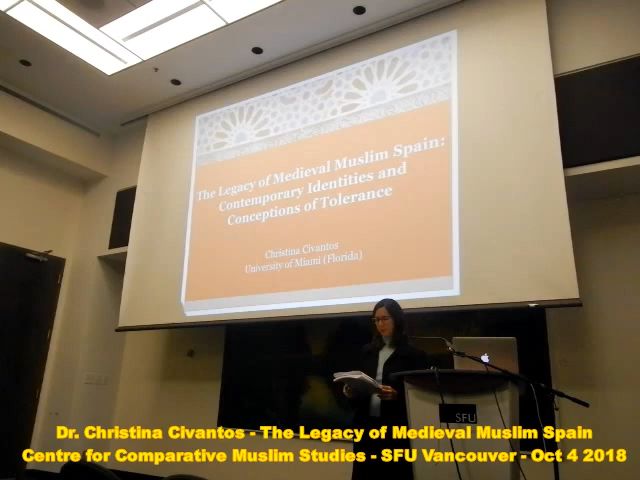 The Legacy of Medieval Muslim Spain:
Contemporary Identities and
Conceptions of Tolerance
Christina Civantos
University of Miami (Florida)
SFU
Dr. Christina Civantos - The Legacy of Medieval Muslim Spain
Centre for Comparative Muslim Studies - SFU Vancouver - Oct 4 2018